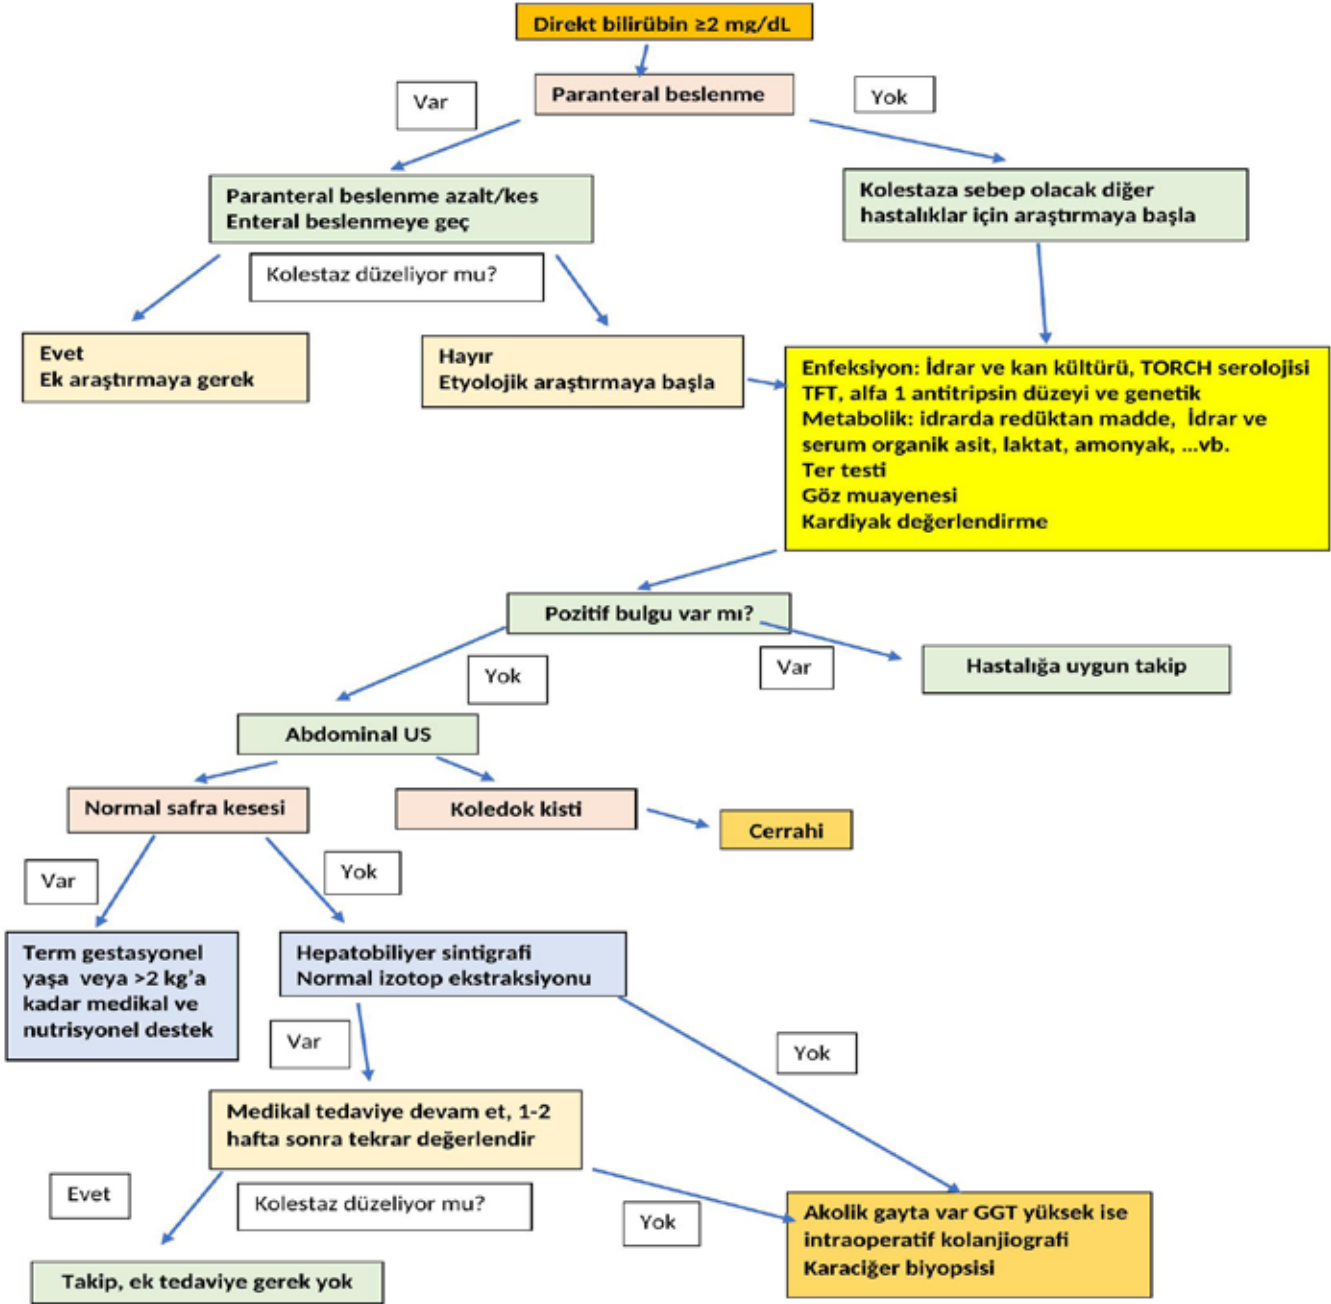 Direkt bilirübin ≥2 mg/dL
Paranteral beslenme
Var
Yok
Paranteral beslenme azalt/kes
Enteral beslenmeye geç
Kolestaza sebep olacak diğer
hastalıklar için araştırmaya başla
Kolestaz düzeliyor mu?
Evet
Ek araştırmaya gerek
Hayır
Etyolojik araştırmaya başla
Enfeksiyon: İdrar ve kan kültürü, TORCH serolojisi
TFT, alfa 1 antitripsin düzeyi ve genetik
Metabolik: idrarda redüktan madde, İdrar ve
serum organik asit, laktat, amonyak, ...vb.
Ter testi
Göz muayenesi
Kardiyak değerlendirme
Pozitif bulgu var mı?
Yok
Var
Hastalığa uygun takip
Abdominal US
Normal safra kesesi
Koledok kisti
Cerrahi
Var
Yok
Term gestasyonel
yaşa veya >2 kg'a
kadar medikal ve
nutrisyonel destek
Hepatobiliyer sintigrafi
Normal izotop ekstraksiyonu
Var
Yok
Medikal tedaviye devam et, 1-2
hafta sonra tekrar değerlendir
Evet
Kolestaz düzeliyor mu?
Yok
Akolik gayta var GGT yüksek ise
intraoperatif kolanjiografi
Karaciğer biyopsisi
Takip, ek tedaviye gerek yok